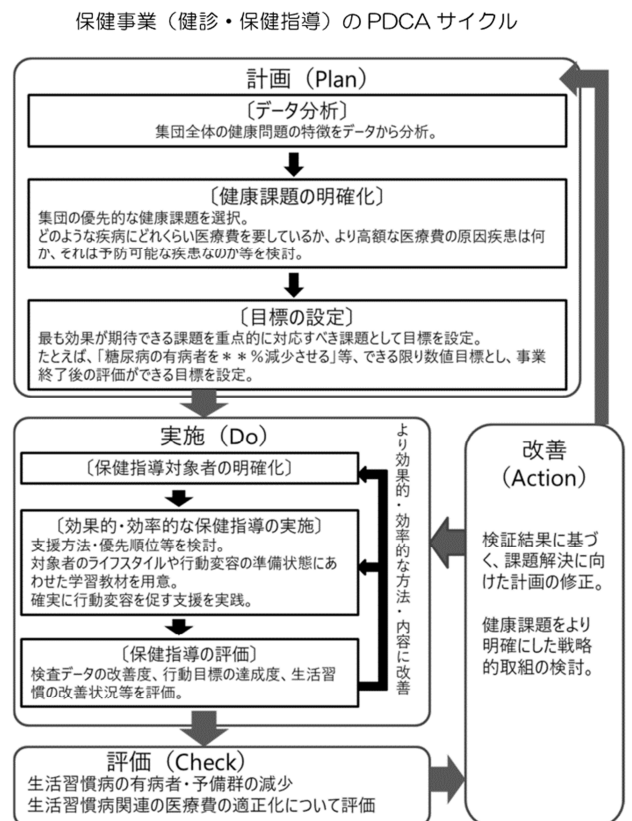 保健事業（健診・保健指導）のPDCAサイクル
計画（Plan）
〔データ分析〕
集団全体の健康問題の特徴をデータから分析。
〔健康課題の明確化〕
集団の優先的な健康課題を選択。
どのような疾病にどれくらい医療費を要しているか、より高額な医療費の原因疾患は何
か、それは予防可能な疾患なのか等を検討。
〔目標の設定〕
最も効果が期待できる課題を重点的に対応すべき課題として目標を設定。
たとえば、「糖尿病の有病者を＊＊%減少させる」等、できる限り数値目標とし、事業
終了後の評価ができる目標を設定。
実施（Do）
〔保健指導対象者の明確化〕
〔効果的・効率的な保健指導の実施〕
支援方法・優先順位等を検討。
対象者のライフスタイルや行動変容の準備状態にあ
わせた学習教材を用意。
確実に行動変容を促す支援を実践。
〔保健指導の評価〕
検査データの改善度、行動目標の達成度、生活習
慣の改善状況等を評価。
より効果的・効率的な方法・内容に改善
評価（Check）
生活習慣病の有病者・予備群の減少
生活習慣病関連の医療費の適正化について評価
改善
（Action）
検証結果に基づ
く、課題解決に向
けた計画の修正。
健康課題をより
明確にした戦略
的取組の検討。